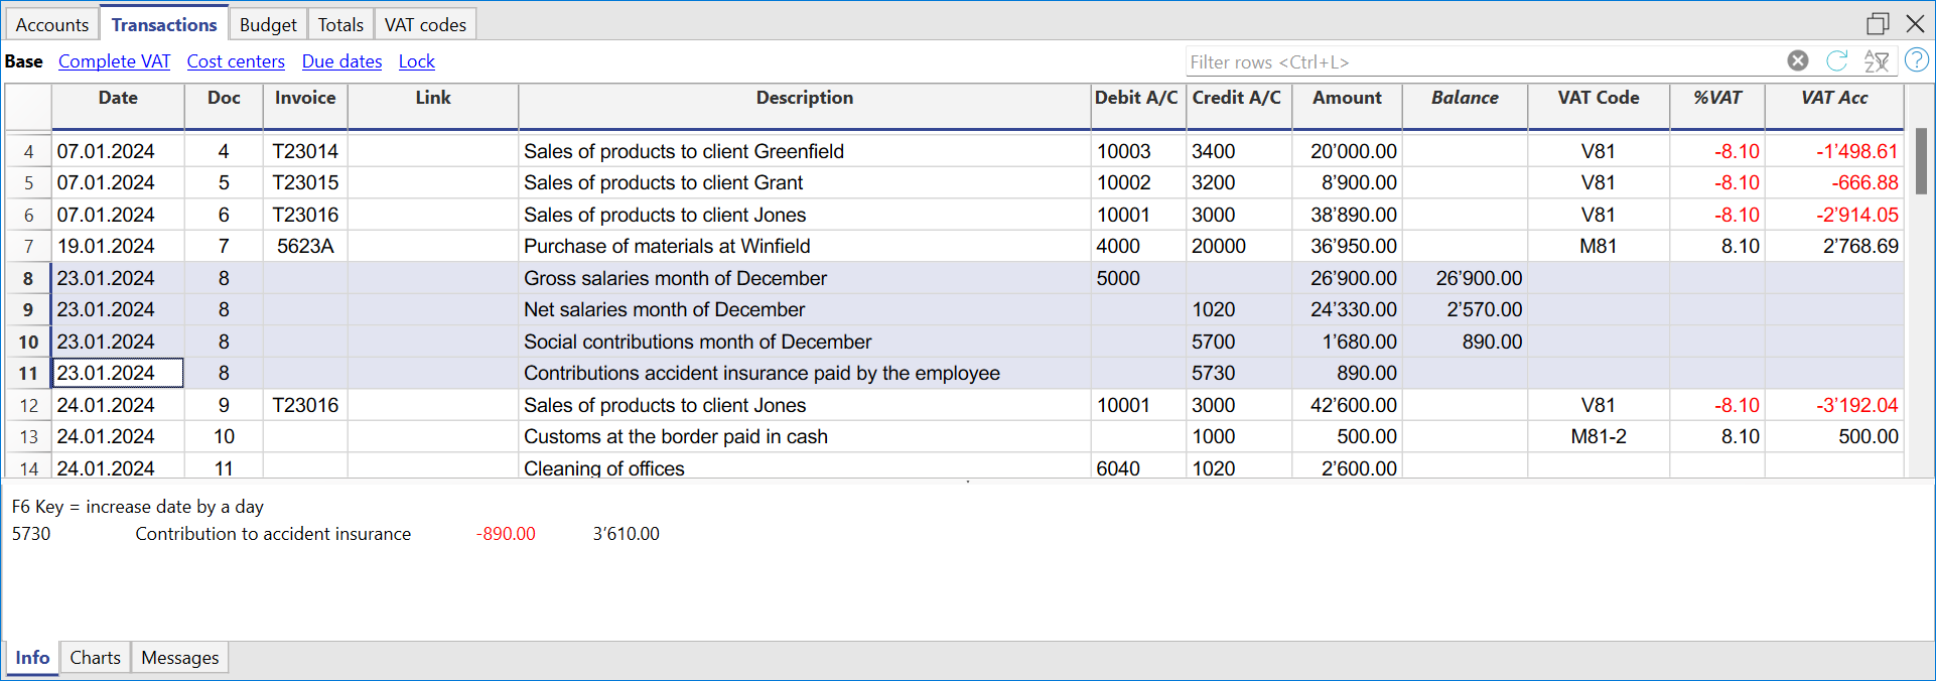 Accounts Transactions Budget Totals VAT codes
Base Complete VAT Cost centers Due dates Lock Filter rows <Ctrl+L>
Date Doc Invoice Link Description Debit A/C Credit A/C Amount Balance VAT Code %VAT VAT Acc
4 07.01.2024 4 T23014 Sales of products to client Greenfield 10003 3400 20'000.00 V81 -8.10 -1'498.61
5 07.01.2024 5 T23015 Sales of products to client Grant 10002 3200 8'900.00 V81 -8.10 -666.88
6 07.01.2024 6 T23016 Sales of products to client Jones 10001 3000 38'890.00 V81 -8.10 -2'914.05
7 19.01.2024 7 5623A Purchase of materials at Winfield 4000 20000 36'950.00 M81 8.10 2'768.69
8 23.01.2024 8 Gross salaries month of December 5000 26'900.00 26'900.00
9 23.01.2024 8 Net salaries month of December 1020 24'330.00 2'570.00
10 23.01.2024 8 Social contributions month of December 5700 1'680.00 890.00
11 23.01.2024 8 Contributions accident insurance paid by the employee 5730 890.00
12 24.01.2024 9 T23016 Sales of products to client Jones 10001 3000 42'600.00 V81 -8.10 -3'192.04
13 24.01.2024 10 Customs at the border paid in cash 1000 500.00 M81-2 8.10 500.00
14 24.01.2024 11 Cleaning of offices 6040 1020 2'600.00
F6 Key = increase date by a day
5730 Contribution to accident insurance -890.00 3'610.00
Info Charts Messages